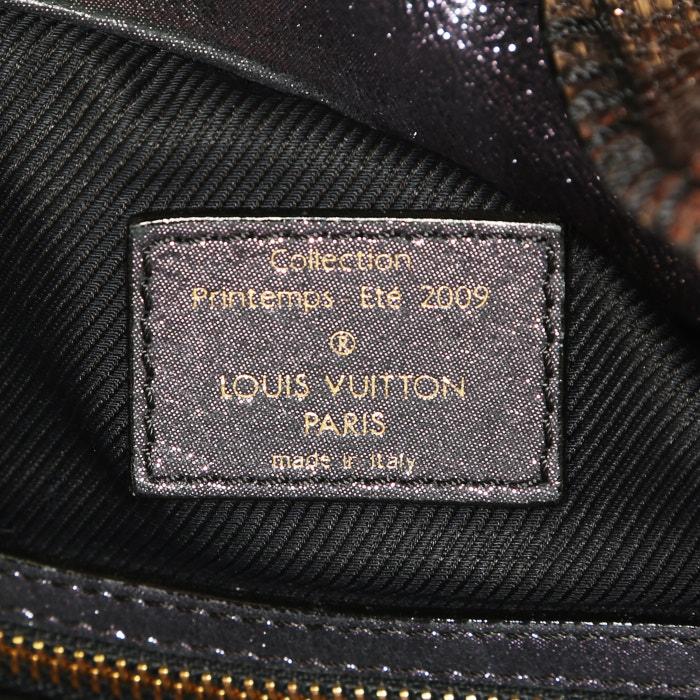 Collection
Printemps - Eté 2009
®
LOUIS VUITTON
PARIS
made in Italy